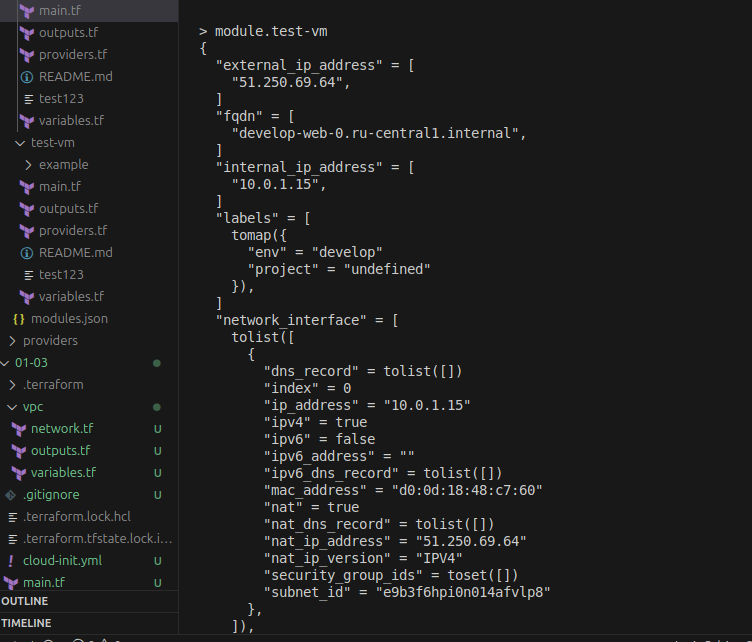 main.tf
outputs.tf
providers.tf
README.md
test123
variables.tf
test-vm
example
main.tf
outputs.tf
providers.tf
README.md
test123
variables.tf
{} modules.json
providers
01-03
.terraform
vpc
network.tf U
outputs.tf U
variables.tf U
.gitignore U
.terraform.lock.hcl
.terraform.tfstate.lock.i...
! cloud-init.yml U
main.tf U
OUTLINE
TIMELINE
> module.test-vm
{
  "external_ip_address" = [
    "51.250.69.64",
  ]
  "fqdn" = [
    "develop-web-0.ru-central1.internal",
  ]
  "internal_ip_address" = [
    "10.0.1.15",
  ]
  "labels" = [
    tomap({
      "env" = "develop"
      "project" = "undefined"
    }),
  ]
  "network_interface" = [
    tolist([
      {
        "dns_record" = tolist([])
        "index" = 0
        "ip_address" = "10.0.1.15"
        "ipv4" = true
        "ipv6" = false
        "ipv6_address" = ""
        "ipv6_dns_record" = tolist([])
        "mac_address" = "d0:0d:18:48:c7:60"
        "nat" = true
        "nat_dns_record" = tolist([])
        "nat_ip_address" = "51.250.69.64"
        "nat_ip_version" = "IPV4"
        "security_group_ids" = toset([])
        "subnet_id" = "e9b3f6hpi0n014afvlp8"
      },
    ]),